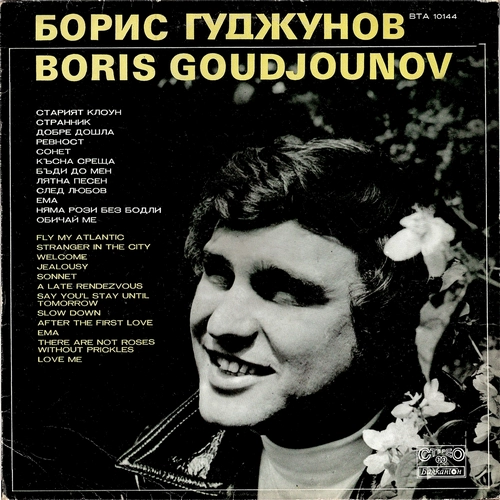 БОРИС ГУДЖУНОВ
ВТА 10144
BORIS GOUDJOUNOV
СТАРИЯТ КЛОУН
СТРАННИК
ДОБРЕ ДОШЛА
РЕВНОСТ
СОНЕТ
КЪСНА СРЕЩА
БЪДИ ДО МЕН
ЛЯТНА ПЕСЕН
СЛЕД ЛЮБОВ
ЕМА
НЯМА РОЗИ БЕЗ БОДЛИ
ОБИЧАЙ МЕ
FLY MY ATLANTIC
STRANGER IN THE CITY
WELCOME
JEALOUSY
SONNET
A LATE RENDEZVOUS
SAY YOU'L STAY UNTIL
TOMORROW
SLOW DOWN
AFTER THE FIRST LOVE
EMA
THERE ARE NOT ROSES
WITHOUT PRICKLES
LOVE ME
СТЕРЕО
Balkanton